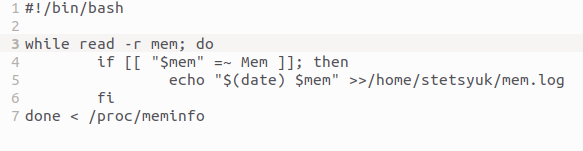 1 #!/bin/bash
2
3 while read -r mem; do
4         if [[ "$mem" =~ Mem ]]; then
5                 echo "$(date) $mem" >>/home/stetsyuk/mem.log
6         fi
7 done < /proc/meminfo